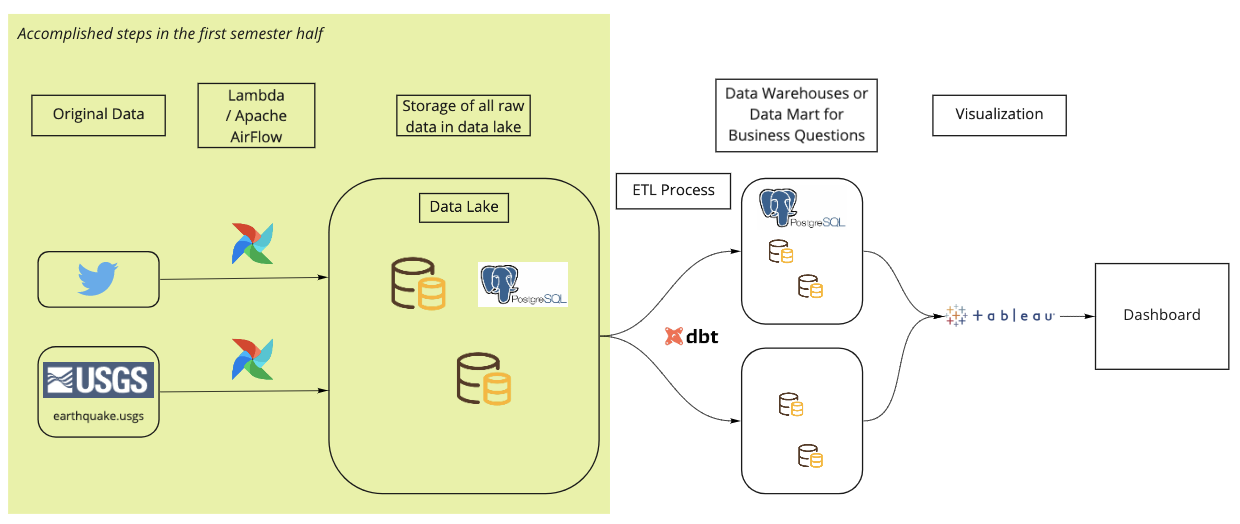 Accomplished steps in the first semester half
Original Data
Lambda
/ Apache
AirFlow
Storage of all raw
data in data lake
Data Warehouses or
Data Mart for
Business Questions
Visualization
ETL Process
Data Lake
PostgreSQL
PostgreSQL
USGS
earthquake.usgs
dbt
+ableau
Dashboard